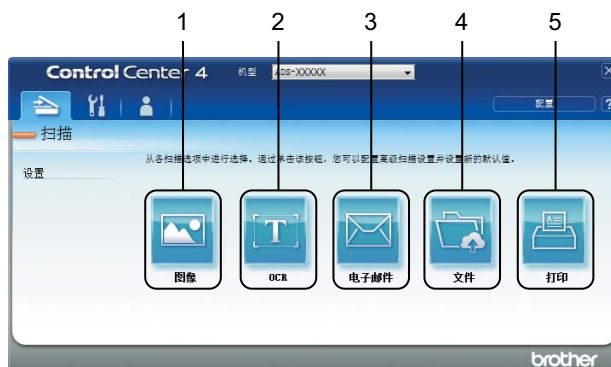 1 2 3 4 5
Control Center 4 机型 ADS-XXXXX
配置 ?
扫描
从各扫描选项中进行选择。通过单击该按钮，您可以配置高级扫描设置并设置新的默认值。
设置
T
图像 OCR 电子邮件 文件 打印
brother